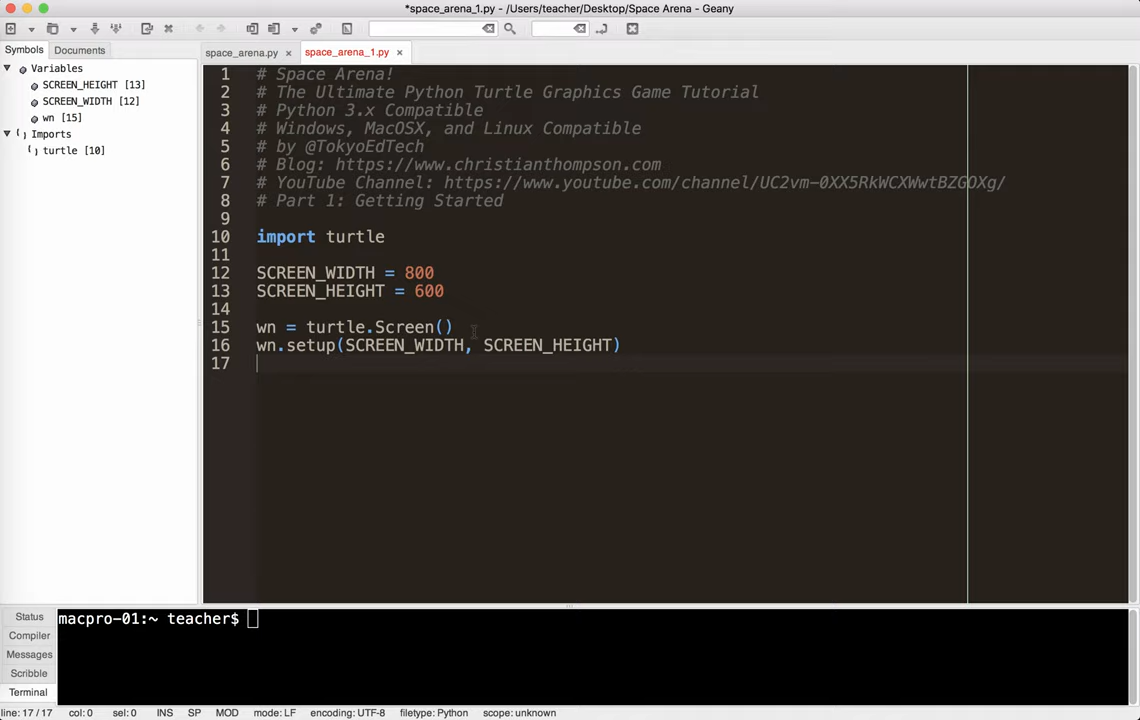 *space_arena_1.py - /Users/teacher/Desktop/Space Arena - Geany
Symbols Documents
space_arena.py × space_arena_1.py ×
Variables
SCREEN_HEIGHT [13]
SCREEN_WIDTH [12]
wn [15]
Imports
turtle [10]
1 # Space Arena!
2 # The Ultimate Python Turtle Graphics Game Tutorial
3 # Python 3.x Compatible
4 # Windows, MacOSX, and Linux Compatible
5 # by @TokyoEdTech
6 # Blog: https://www.christianthompson.com
7 # YouTube Channel: https://www.youtube.com/channel/UC2vm-0XX5RkWCXWwtBZGOXg/
8 # Part 1: Getting Started
9
10 import turtle
11
12 SCREEN_WIDTH = 800
13 SCREEN_HEIGHT = 600
14
15 wn = turtle.Screen()
16 wn.setup(SCREEN_WIDTH, SCREEN_HEIGHT)
17
Status
Compiler
Messages
Scribble
Terminal
macpro-01:~ teacher$
line: 17 / 17 col: 0 sel: 0 INS SP MOD mode: LF encoding: UTF-8 filetype: Python scope: unknown